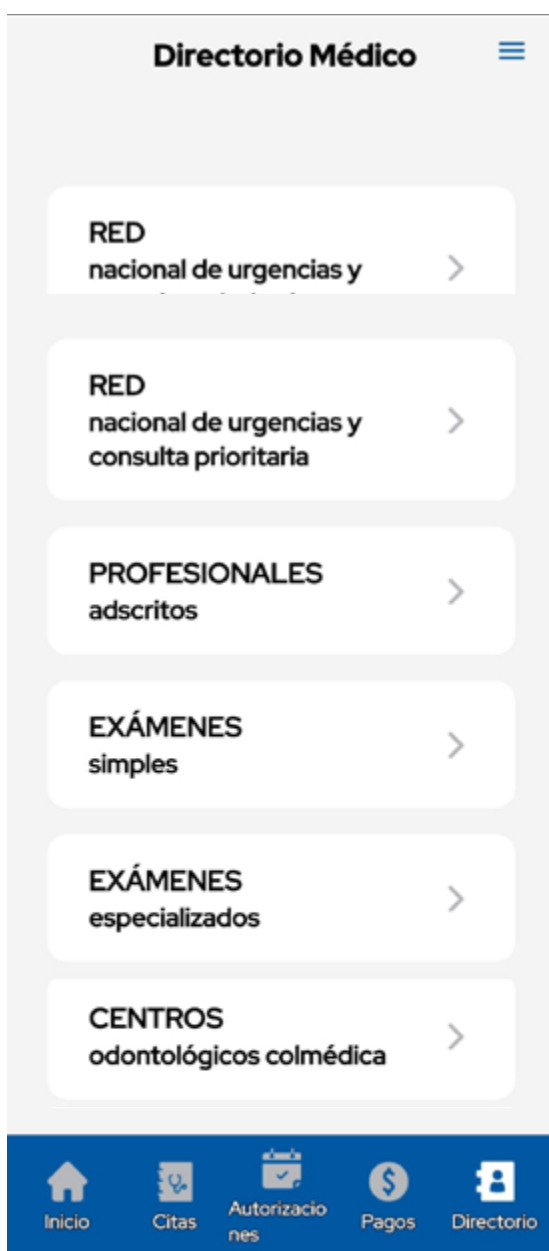 Directorio Médico
RED
nacional de urgencias y
RED
nacional de urgencias y
consulta prioritaria
PROFESIONALES
adscritos
EXÁMENES
simples
EXÁMENES
especializados
CENTROS
odontológicos colmédica
Inicio
Citas
Autorizacio
nes
Pagos
Directorio